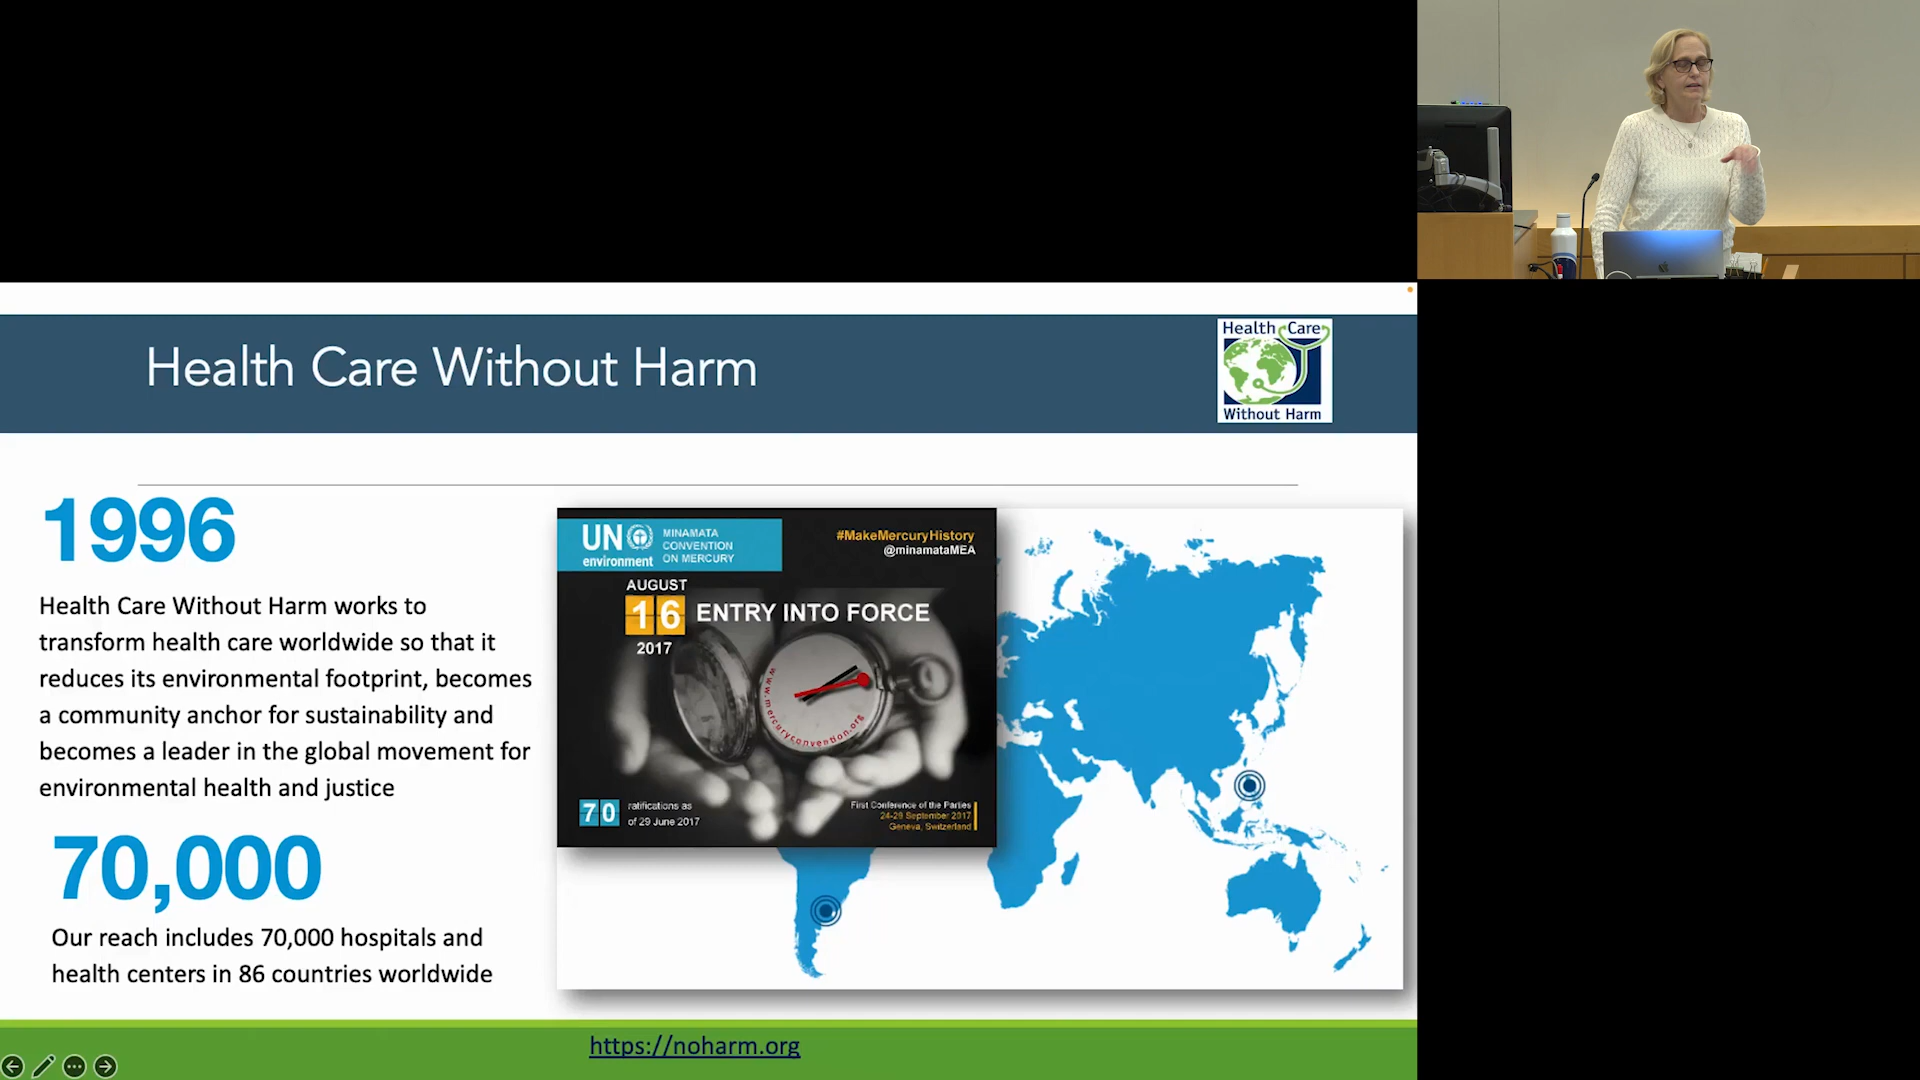 Health Care Without Harm
Health Care
Without Harm
1996
Health Care Without Harm works to
transform health care worldwide so that it
reduces its environmental footprint, becomes
a community anchor for sustainability and
becomes a leader in the global movement for
environmental health and justice
70,000
Our reach includes 70,000 hospitals and
health centers in 86 countries worldwide
UN
environment
MINAMATA
CONVENTION
ON MERCURY
#MakeMercuryHistory
@minamataMEA
AUGUST
16 ENTRY INTO FORCE
2017
www.mercuryconvention.org
70 ratifications as
of 29 June 2017
First Conference of the Parties
24-29 September 2017
Geneva, Switzerland
https://noharm.org